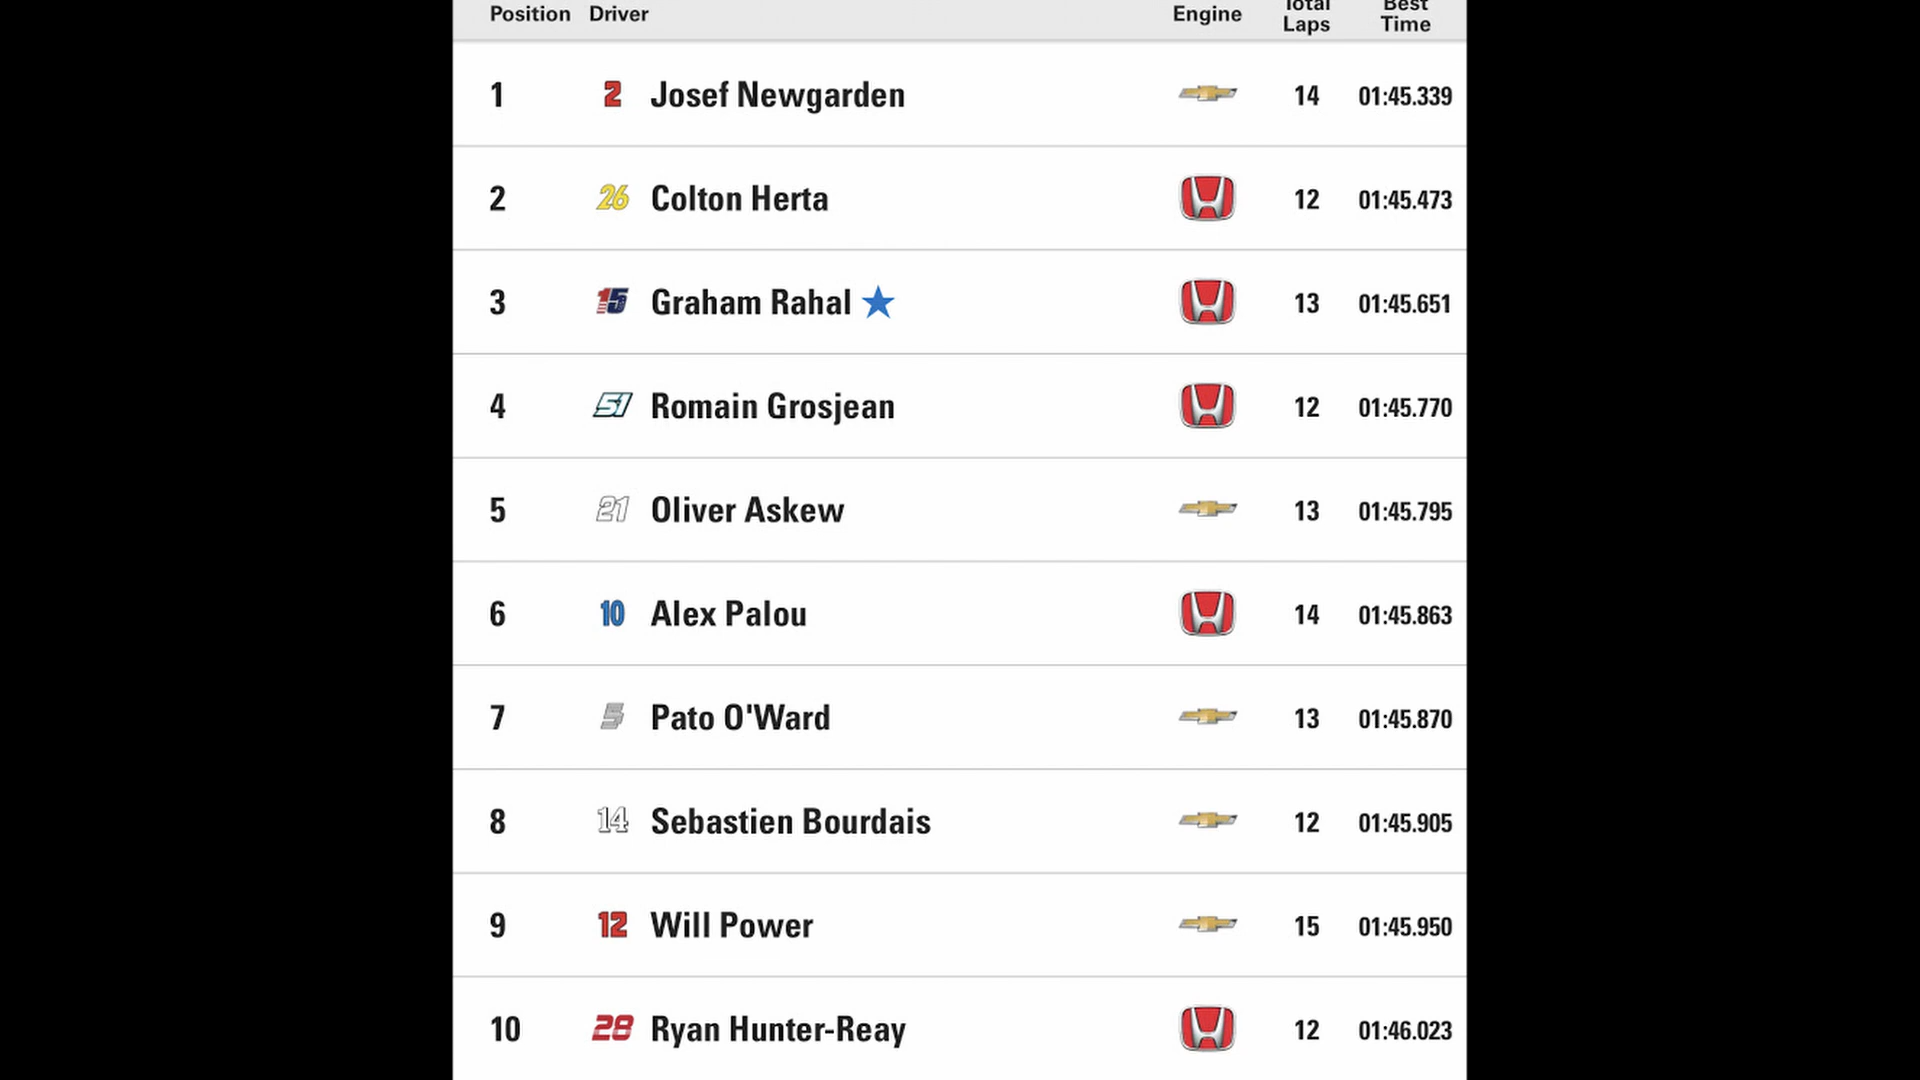 Position Driver Engine Total Laps Best Time
1 2 Josef Newgarden 14 01:45.339
2 26 Colton Herta 12 01:45.473
3 15 Graham Rahal 13 01:45.651
4 51 Romain Grosjean 12 01:45.770
5 21 Oliver Askew 13 01:45.795
6 10 Alex Palou 14 01:45.863
7 5 Pato O'Ward 13 01:45.870
8 14 Sebastien Bourdais 12 01:45.905
9 12 Will Power 15 01:45.950
10 28 Ryan Hunter-Reay 12 01:46.023